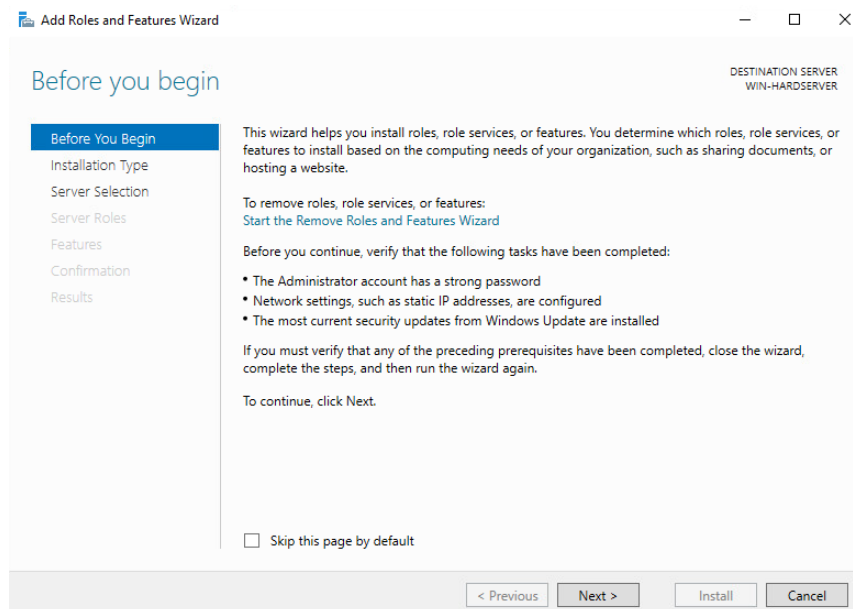 Add Roles and Features Wizard
Before you begin
DESTINATION SERVER
WIN-HARDSERVER
Before You Begin
Installation Type
Server Selection
Server Roles
Features
Confirmation
Results
This wizard helps you install roles, role services, or features. You determine which roles, role services, or
features to install based on the computing needs of your organization, such as sharing documents, or
hosting a website.
To remove roles, role services, or features:
Start the Remove Roles and Features Wizard
Before you continue, verify that the following tasks have been completed:
• The Administrator account has a strong password
• Network settings, such as static IP addresses, are configured
• The most current security updates from Windows Update are installed
If you must verify that any of the preceding prerequisites have been completed, close the wizard,
complete the steps, and then run the wizard again.
To continue, click Next.
Skip this page by default
< Previous
Next >
Install
Cancel